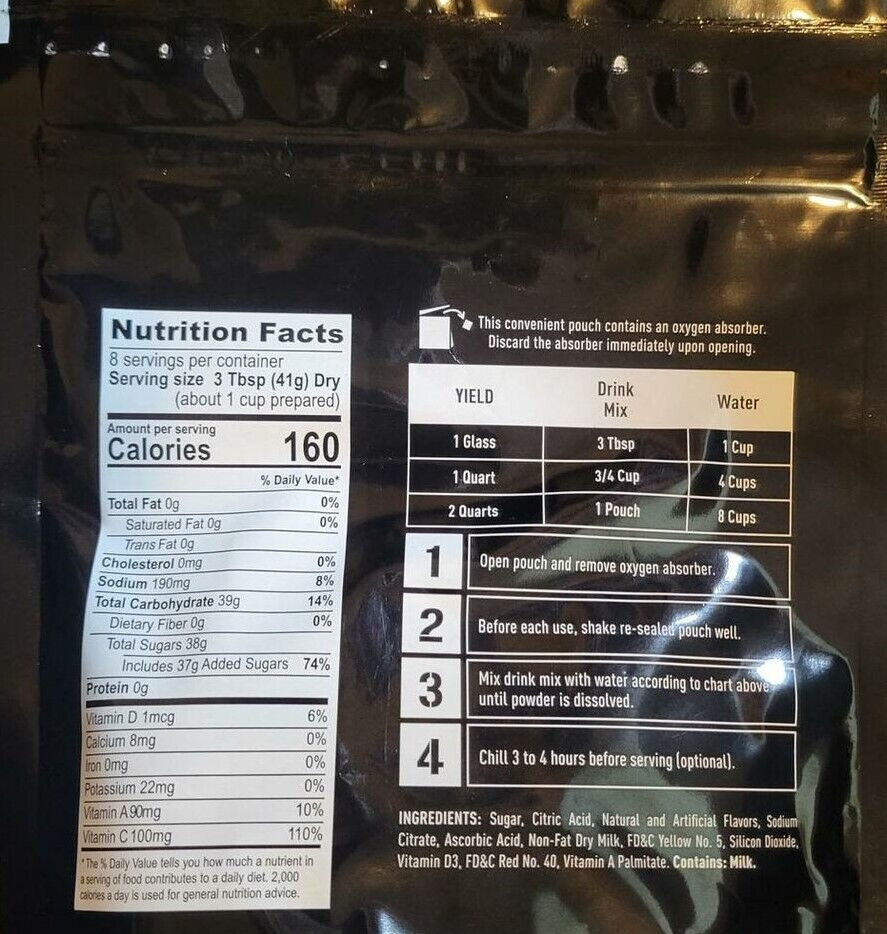 Nutrition Facts
8 servings per container
Serving size 3 Tbsp (41g) Dry
(about 1 cup prepared)
Amount per serving
Calories 160
% Daily Value*
Total Fat 0g 0%
Saturated Fat 0g 0%
Trans Fat 0g
Cholesterol 0mg 0%
Sodium 190mg 8%
Total Carbohydrate 39g 14%
Dietary Fiber 0g 0%
Total Sugars 38g
Includes 37g Added Sugars 74%
Protein 0g
Vitamin D 1mcg 6%
Calcium 8mg 0%
Iron 0mg 0%
Potassium 22mg 0%
Vitamin A 90mg 10%
Vitamin C 100mg 110%
*The % Daily Value tells you how much a nutrient in
a serving of food contributes to a daily diet. 2,000
calories a day is used for general nutrition advice.
This convenient pouch contains an oxygen absorber.
Discard the absorber immediately upon opening.
YIELD Drink Mix Water
1 Glass 3 Tbsp 1 Cup
1 Quart 3/4 Cup 4 Cups
2 Quarts 1 Pouch 8 Cups
1 Open pouch and remove oxygen absorber.
2 Before each use, shake re-sealed pouch well.
3 Mix drink mix with water according to chart above
until powder is dissolved.
4 Chill 3 to 4 hours before serving (optional).
INGREDIENTS: Sugar, Citric Acid, Natural and Artificial Flavors, Sodium
Citrate, Ascorbic Acid, Non-Fat Dry Milk, FD&C Yellow No. 5, Silicon Dioxide,
Vitamin D3, FD&C Red No. 40, Vitamin A Palmitate. Contains: Milk.